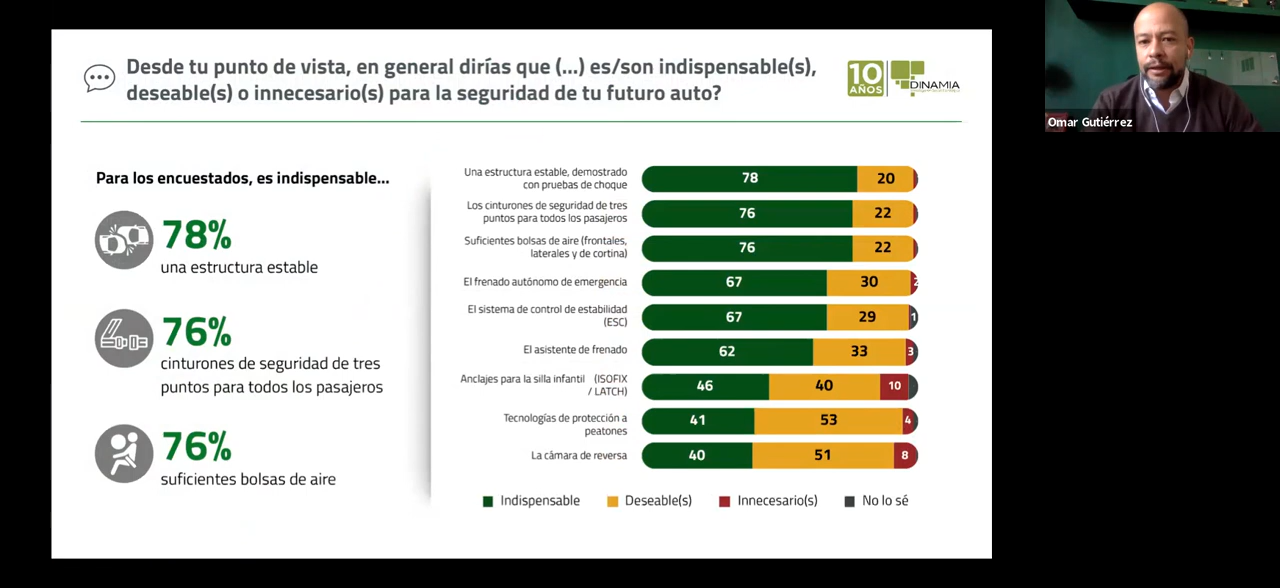 Desde tu punto de vista, en general dirías que (...) es/son indispensable(s),
deseable(s) o innecesario(s) para la seguridad de tu futuro auto?
10
AÑOS
DINAMIA
Omar Gutiérrez
Para los encuestados, es indispensable...
78%
una estructura estable
76%
cinturones de seguridad de tres
puntos para todos los pasajeros
76%
suficientes bolsas de aire
Una estructura estable, demostrado
con pruebas de choque
78 20
Los cinturones de seguridad de tres
puntos para todos los pasajeros
76 22
Suficientes bolsas de aire (frontales,
laterales y de cortina)
76 22
El frenado autónomo de emergencia
67 30 2
El sistema de control de estabilidad
(ESC)
67 29 1
El asistente de frenado
62 33 3
Anclajes para la silla infantil (ISOFIX
/ LATCH)
46 40 10
Tecnologías de protección a
peatones
41 53 4
La cámara de reversa
40 51 8
Indispensable Deseable(s) Innecesario(s) No lo sé